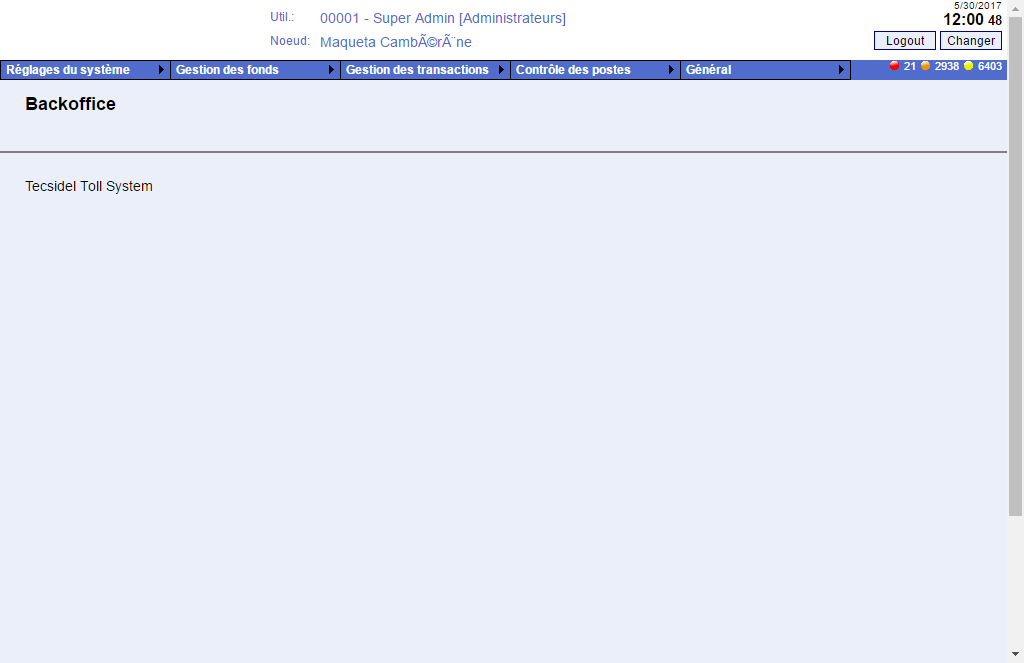 5/30/2017
Util.: 00001 - Super Admin [Administrateurs]
12:00 48
Noeud: Maqueta CambÃ©rÃ¨ne
Logout Changer
Réglages du système Gestion des fonds Gestion des transactions Contrôle des postes Général 21 2938 6403
Backoffice
Tecsidel Toll System